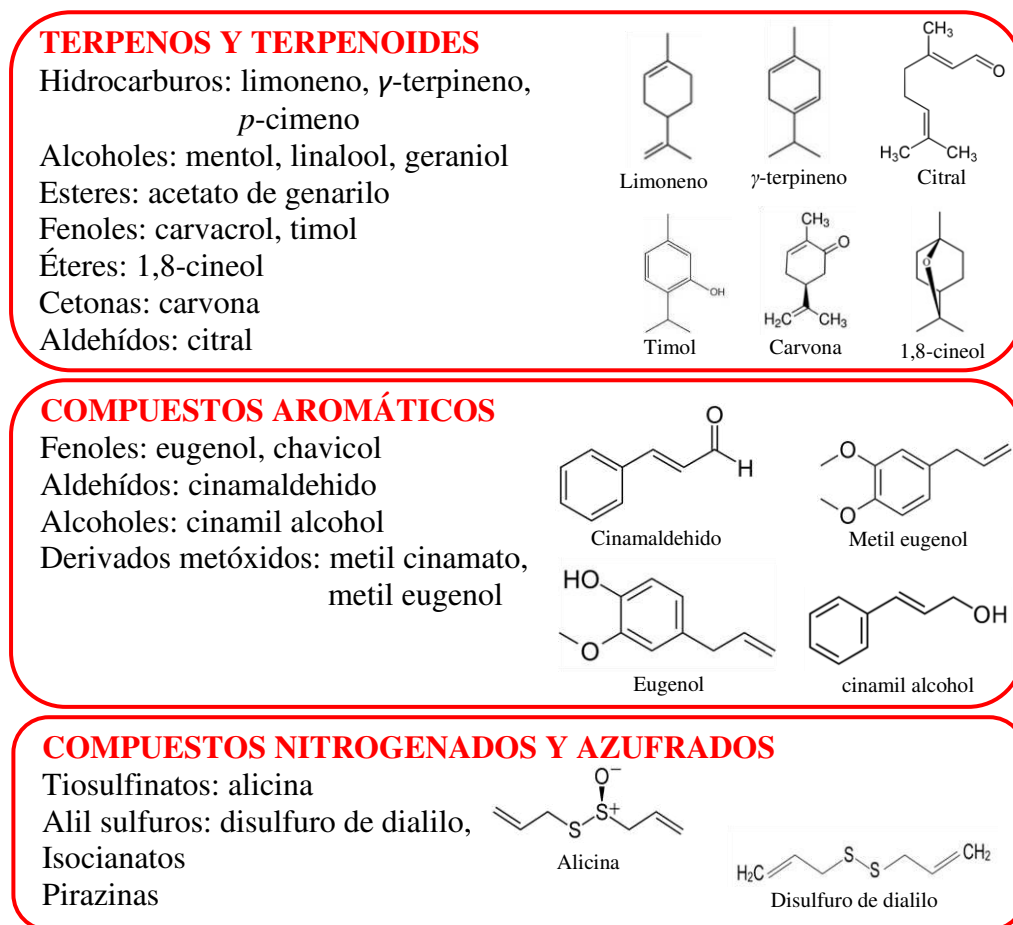 TERPENOS Y TERPENOIDES
Hidrocarburos: limoneno, γ-terpineno,
p-cimeno
Alcoholes: mentol, linalool, geraniol
Esteres: acetato de genarilo
Fenoles: carvacrol, timol
Éteres: 1,8-cineol
Cetonas: carvona
Aldehídos: citral
Limoneno
γ-terpineno
CH₃
O
H₃C
CH₃
Citral
OH
Timol
CH₃
O
H₂C
CH₃
Carvona
O
1,8-cineol
COMPUESTOS AROMÁTICOS
Fenoles: eugenol, chavicol
Aldehídos: cinamaldehido
Alcoholes: cinamil alcohol
Derivados metóxidos: metil cinamato,
metil eugenol
O
H
Cinamaldehido
O
O
Metil eugenol
HO
O
Eugenol
OH
cinamil alcohol
COMPUESTOS NITROGENADOS Y AZUFRADOS
Tiosulfinatos: alicina
Alil sulfuros: disulfuro de dialilo,
Isocianatos
Pirazinas
O⁻
S S⁺
Alicina
H₂C S S CH₂
Disulfuro de dialilo